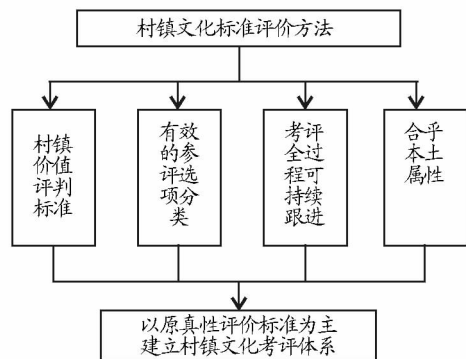 村镇文化标准评价方法
村镇
价值
评判
标准
有效
的参
评选
项分
类
考评
全过
程可
持续
跟进
合乎
本土
属性
以原真性评价标准为主
建立村镇文化考评体系